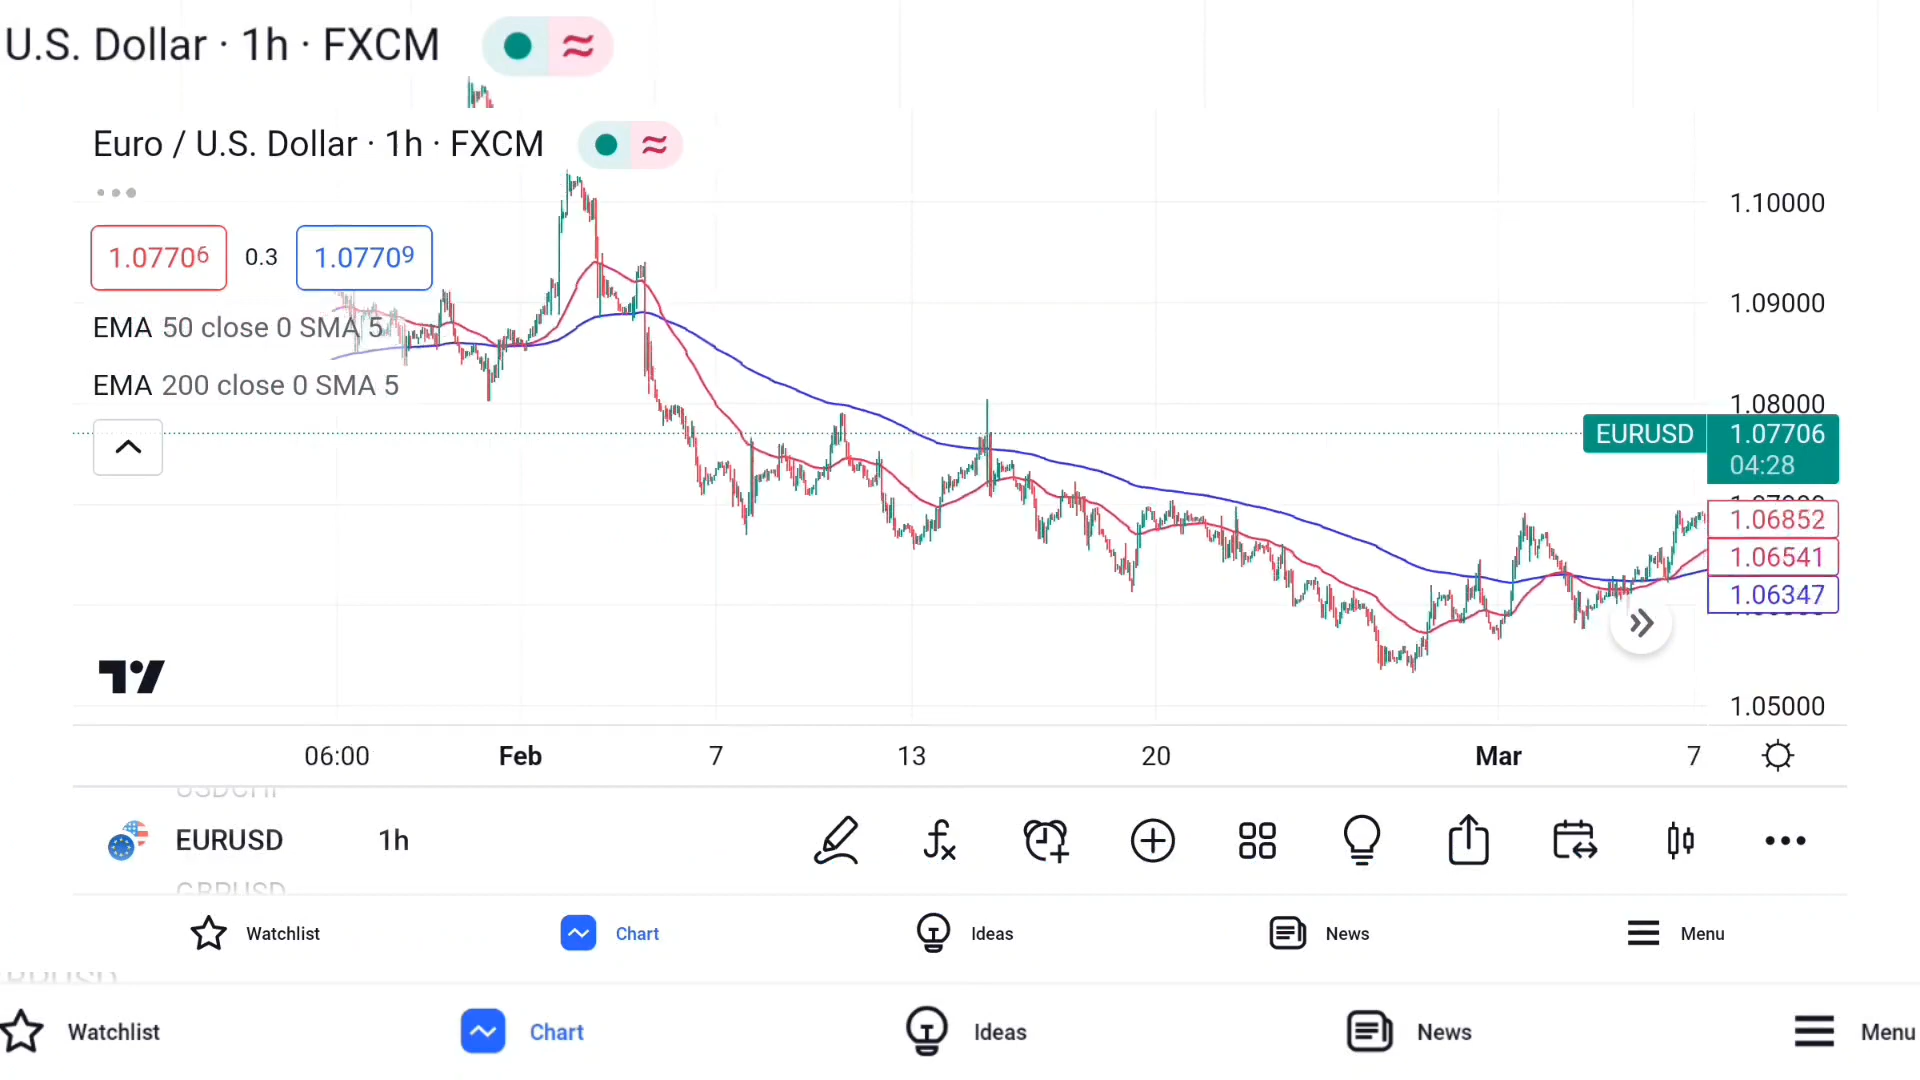 U.S. Dollar · 1h · FXCM
Euro / U.S. Dollar · 1h · FXCM
1.10000
1.07706 0.3 1.07709
1.09000
EMA 50 close 0 SMA 5
EMA 200 close 0 SMA 5
1.08000
EURUSD 1.07706
04:28
1.06852
1.06541
1.06347
1.05000
06:00 Feb 7 13 20 Mar 7
USDCHF
EURUSD 1h
GBPUSD
Watchlist Chart Ideas News Menu
Watchlist Chart Ideas News Menu